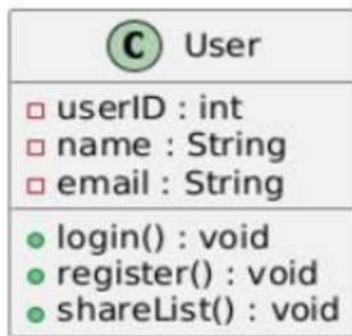 C User
userID : int
name : String
email : String
login() : void
register() : void
shareList() : void